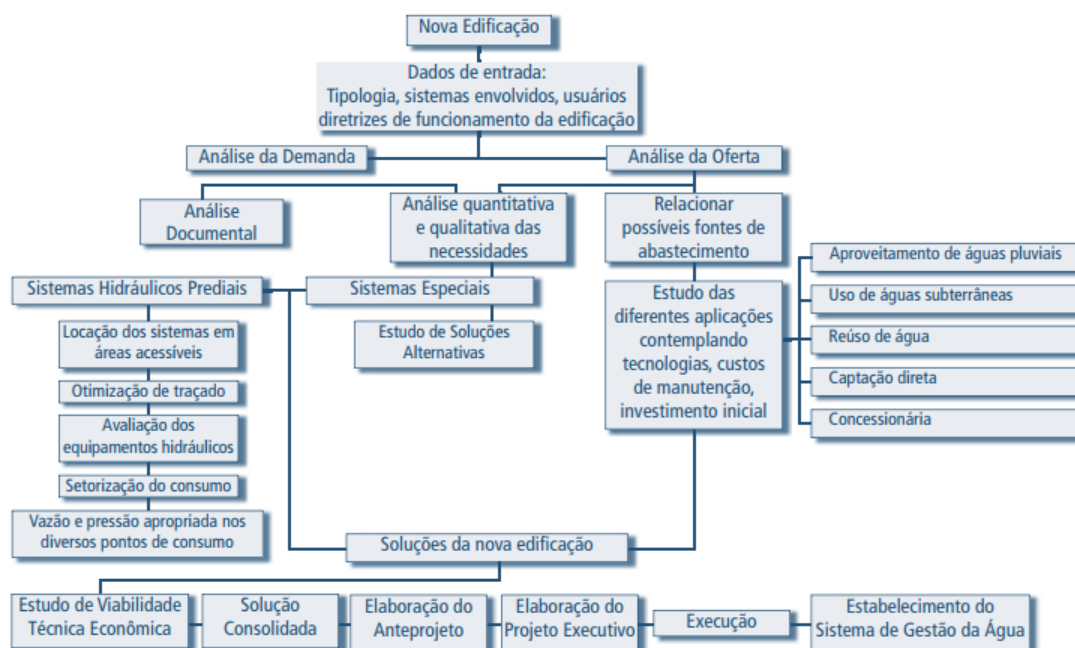 Nova Edificação
Dados de entrada:
Tipologia, sistemas envolvidos, usuários
diretrizes de funcionamento da edificação
Análise da Demanda
Análise da Oferta
Análise
Documental
Análise quantitativa
e qualitativa das
necessidades
Relacionar
possíveis fontes de
abastecimento
Sistemas Hidráulicos Prediais
Sistemas Especiais
Estudo das
diferentes aplicações
contemplando
tecnologias, custos
de manutenção,
investimento inicial
Aproveitamento de águas pluviais
Uso de águas subterrâneas
Reúso de água
Captação direta
Concessionária
Locação dos sistemas em
áreas acessíveis
Estudo de Soluções
Alternativas
Otimização de traçado
Avaliação dos
equipamentos hidráulicos
Setorização do consumo
Vazão e pressão apropriada nos
diversos pontos de consumo
Soluções da nova edificação
Estudo de Viabilidade
Técnica Econômica
Solução
Consolidada
Elaboração do
Anteprojeto
Elaboração do
Projeto Executivo
Execução
Estabelecimento do
Sistema de Gestão da Água